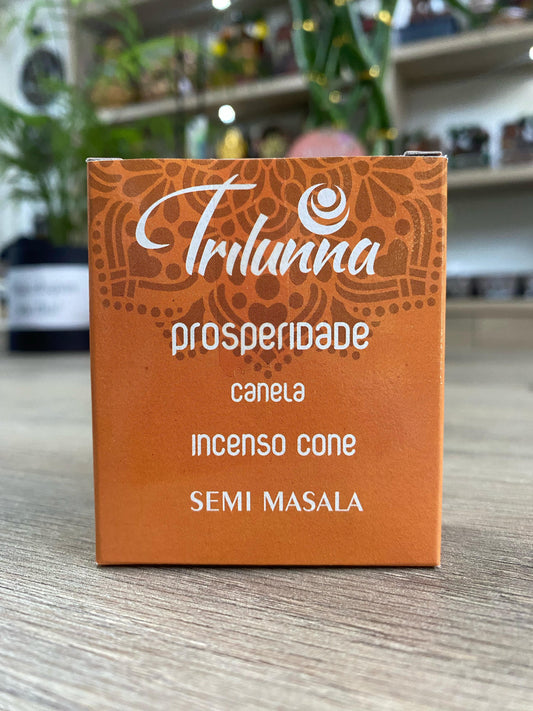 Trilunna
prosperidade
canela
incenso cone
SEMI MASALA